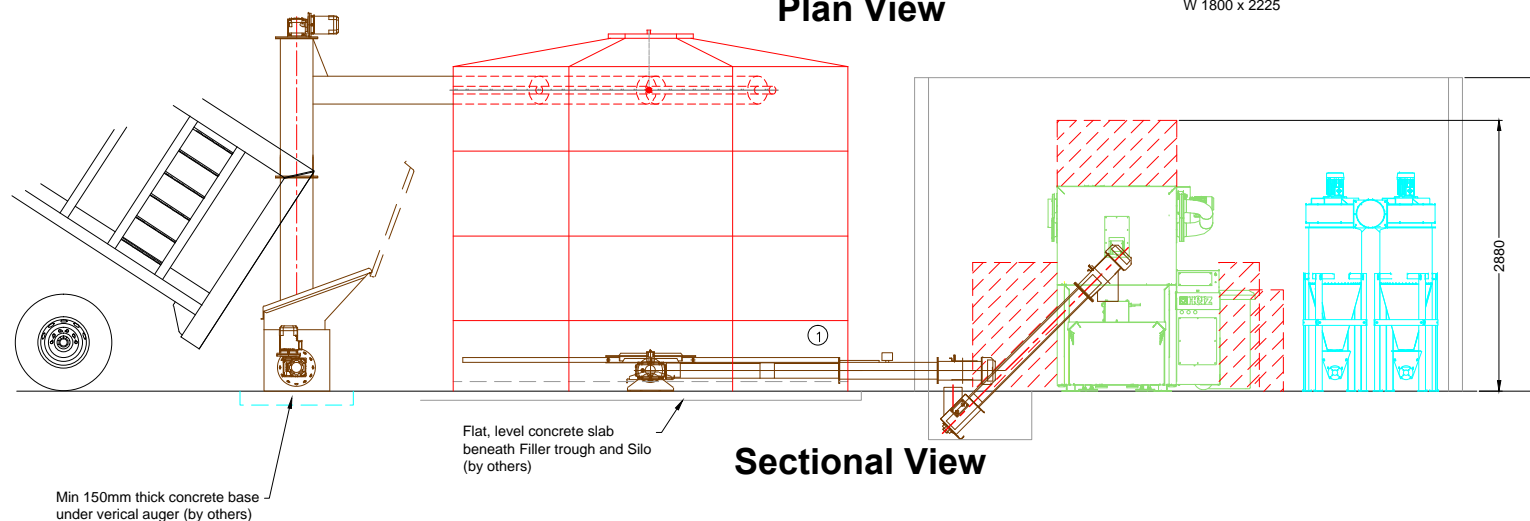 Plan View
W 1800 x 2225
2880
1
HERZ
Flat, level concrete slab
beneath Filler trough and Silo
(by others)
Sectional View
Min 150mm thick concrete base
under verical auger (by others)